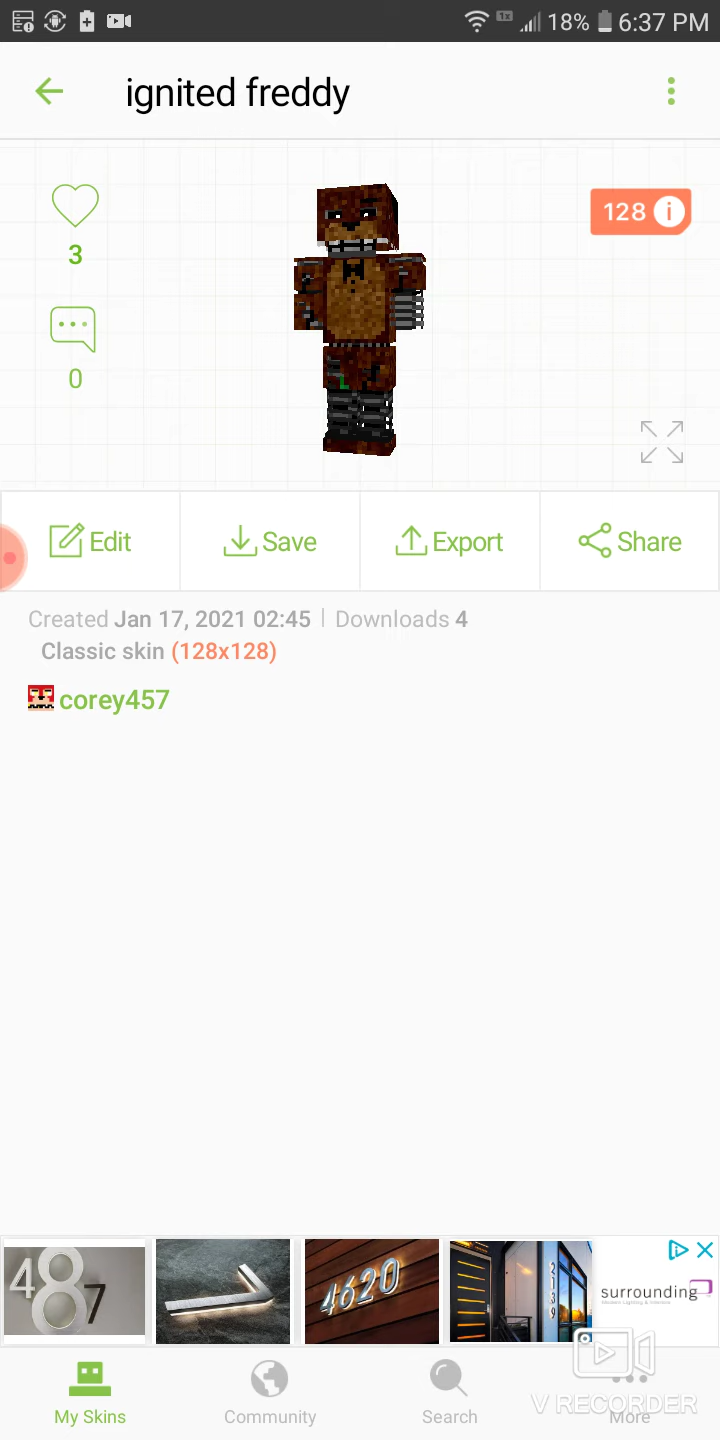 1x 18% 6:37 PM
ignited freddy
3
128 i
0
Edit Save Export Share
Created Jan 17, 2021 02:45 | Downloads 4
Classic skin (128x128)
corey457
487
4620
2139
surrounding
My Skins Community Search More
V RECORDER